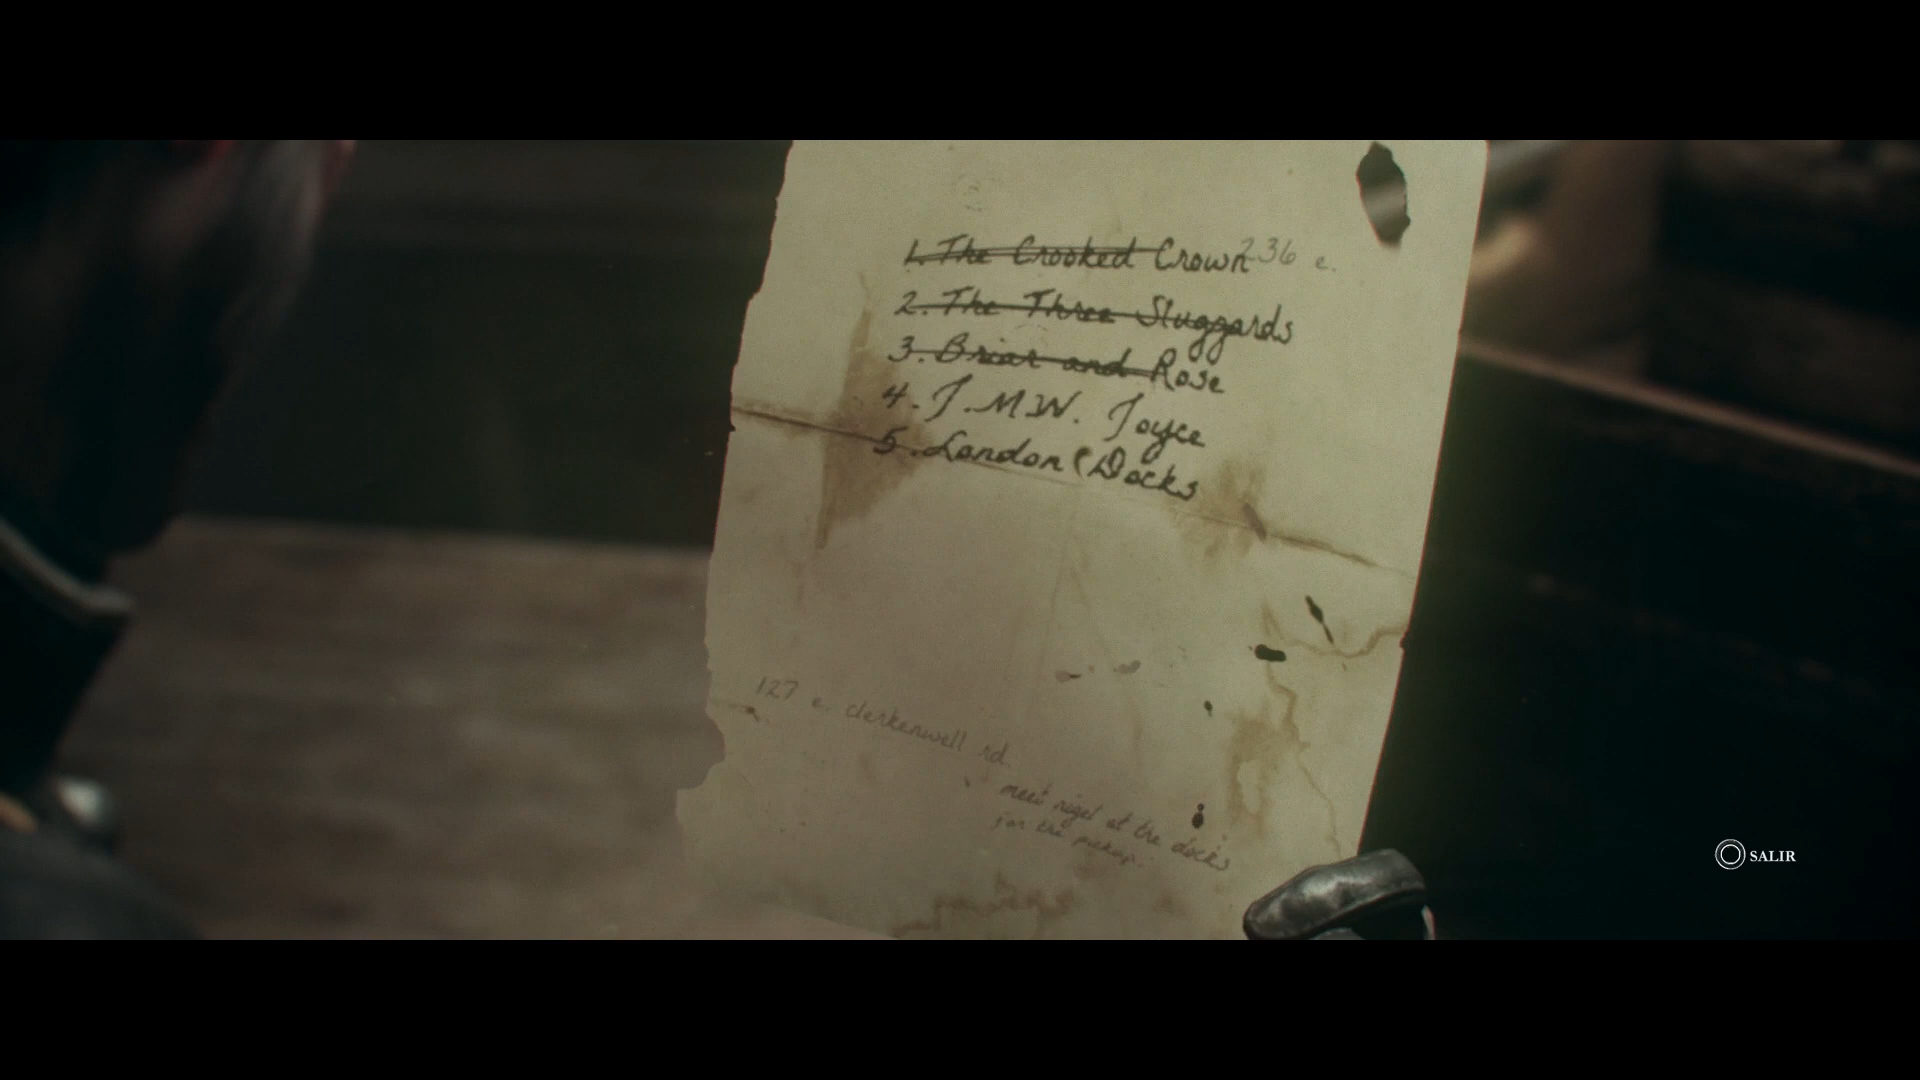 1. The Crooked Crown 236 e.
2. The Three Sluggards
3. Briar and Rose
4. J.M.W. Joyce
5. London Docks
127 e. clerkenwell rd.
meet nigel at the docks
for the pickup.
SALIR